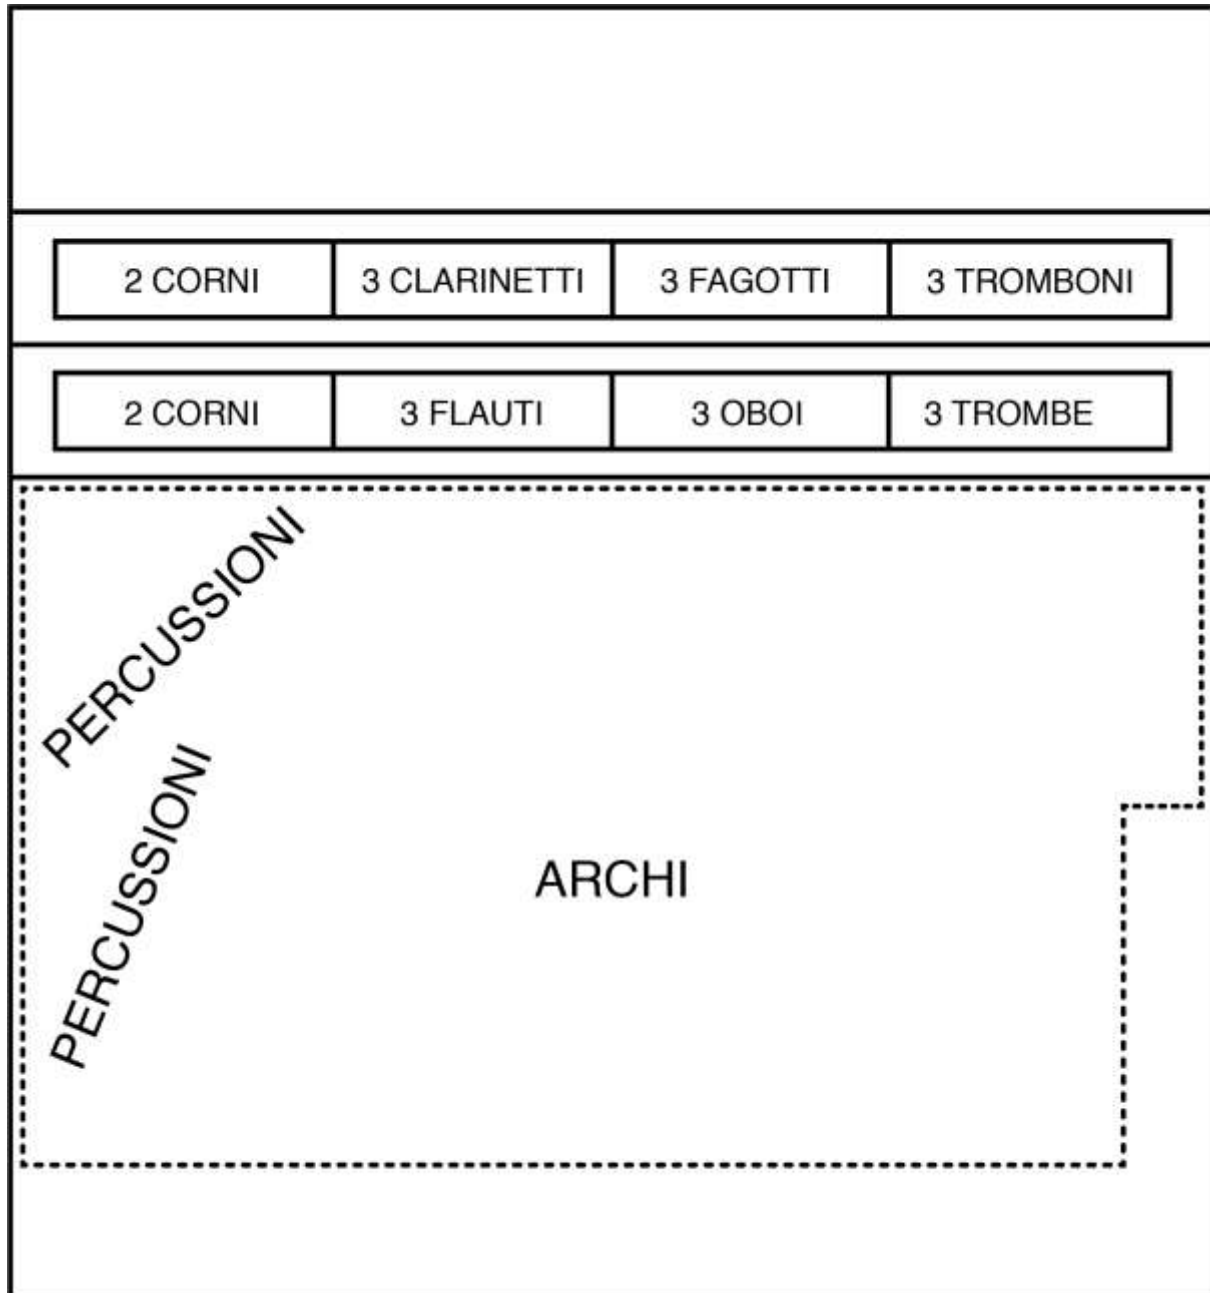 2 CORNI
3 CLARINETTI
3 FAGOTTI
3 TROMBONI
2 CORNI
3 FLAUTI
3 OBOI
3 TROMBE
PERCUSSIONI
PERCUSSIONI
ARCHI